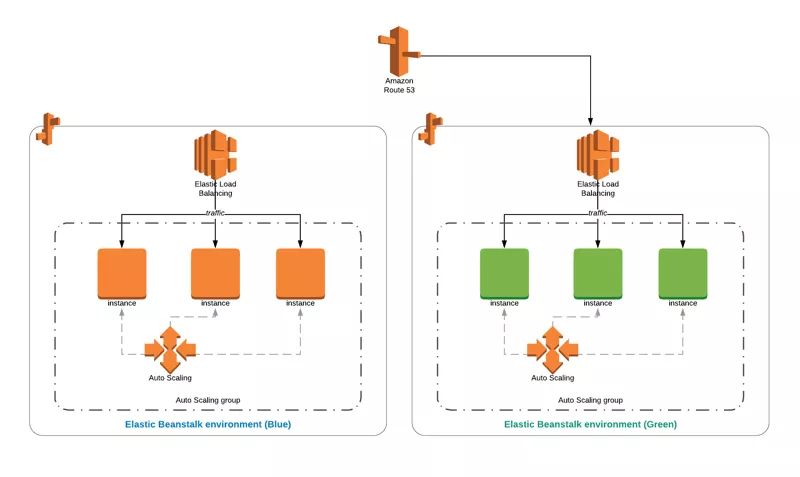 Amazon
Route 53
Elastic Load
Balancing
traffic
instance
instance
instance
Auto Scaling
Auto Scaling group
Elastic Beanstalk environment (Blue)
Elastic Load
Balancing
traffic
instance
instance
instance
Auto Scaling
Auto Scaling group
Elastic Beanstalk environment (Green)